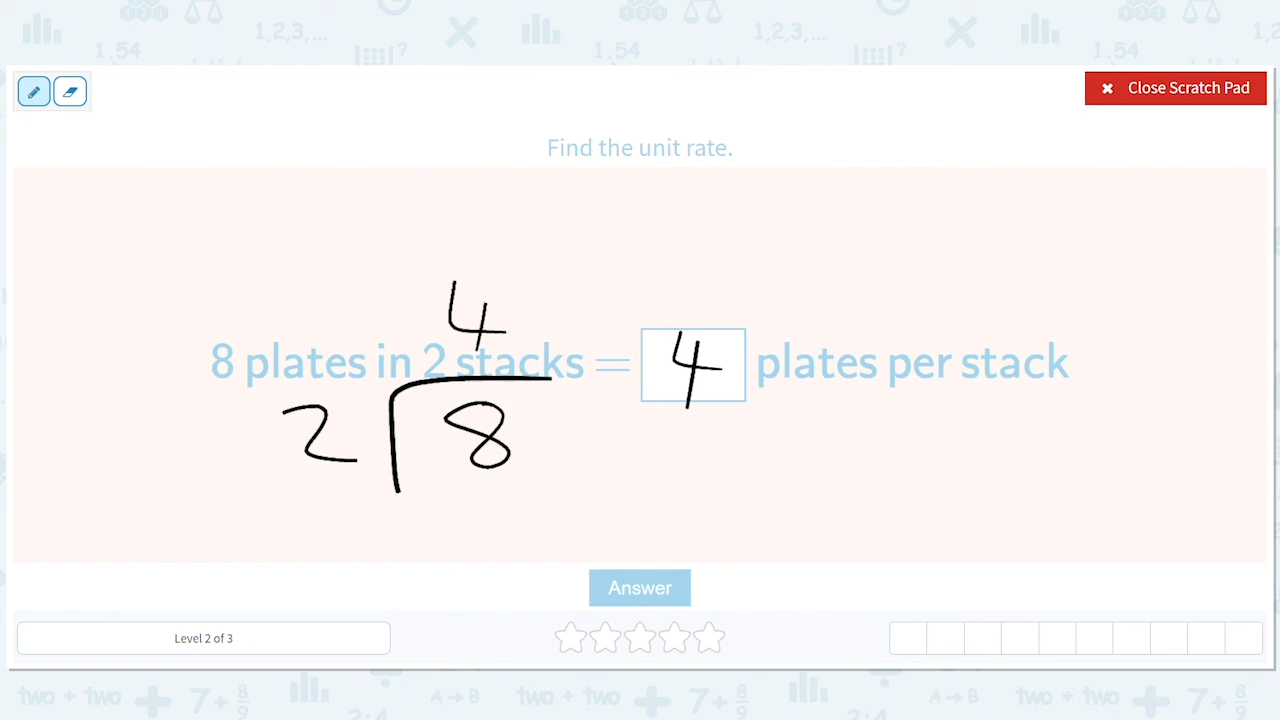 Close Scratch Pad
Find the unit rate.
4
8 plates in 2 stacks = 4 plates per stack
2 8
Answer
Level 2 of 3